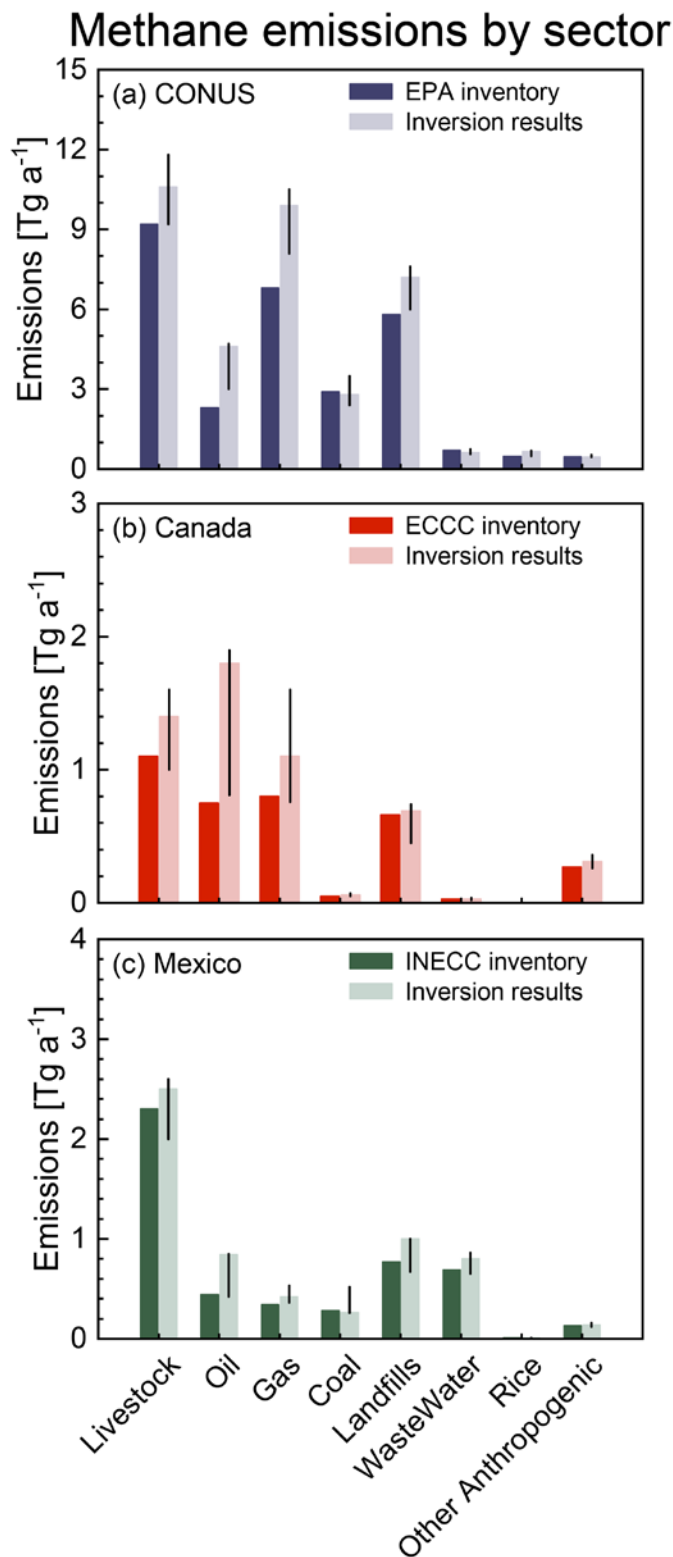 Methane emissions by sector
15
(a) CONUS
EPA inventory
Inversion results
12
9
6
3
0
Emissions [Tg a⁻¹]
3
(b) Canada
ECCC inventory
Inversion results
2
1
0
Emissions [Tg a⁻¹]
4
(c) Mexico
INECC inventory
Inversion results
3
2
1
0
Emissions [Tg a⁻¹]
Livestock
Oil
Gas
Coal
Landfills
WasteWater
Rice
Other Anthropogenic